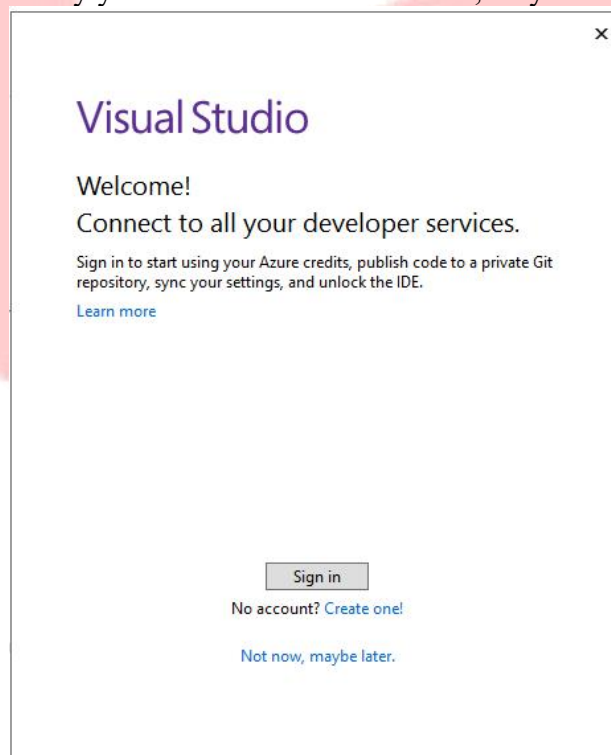 Visual Studio
Welcome!
Connect to all your developer services.
Sign in to start using your Azure credits, publish code to a private Git
repository, sync your settings, and unlock the IDE.
Learn more
Sign in
No account? Create one!
Not now, maybe later.